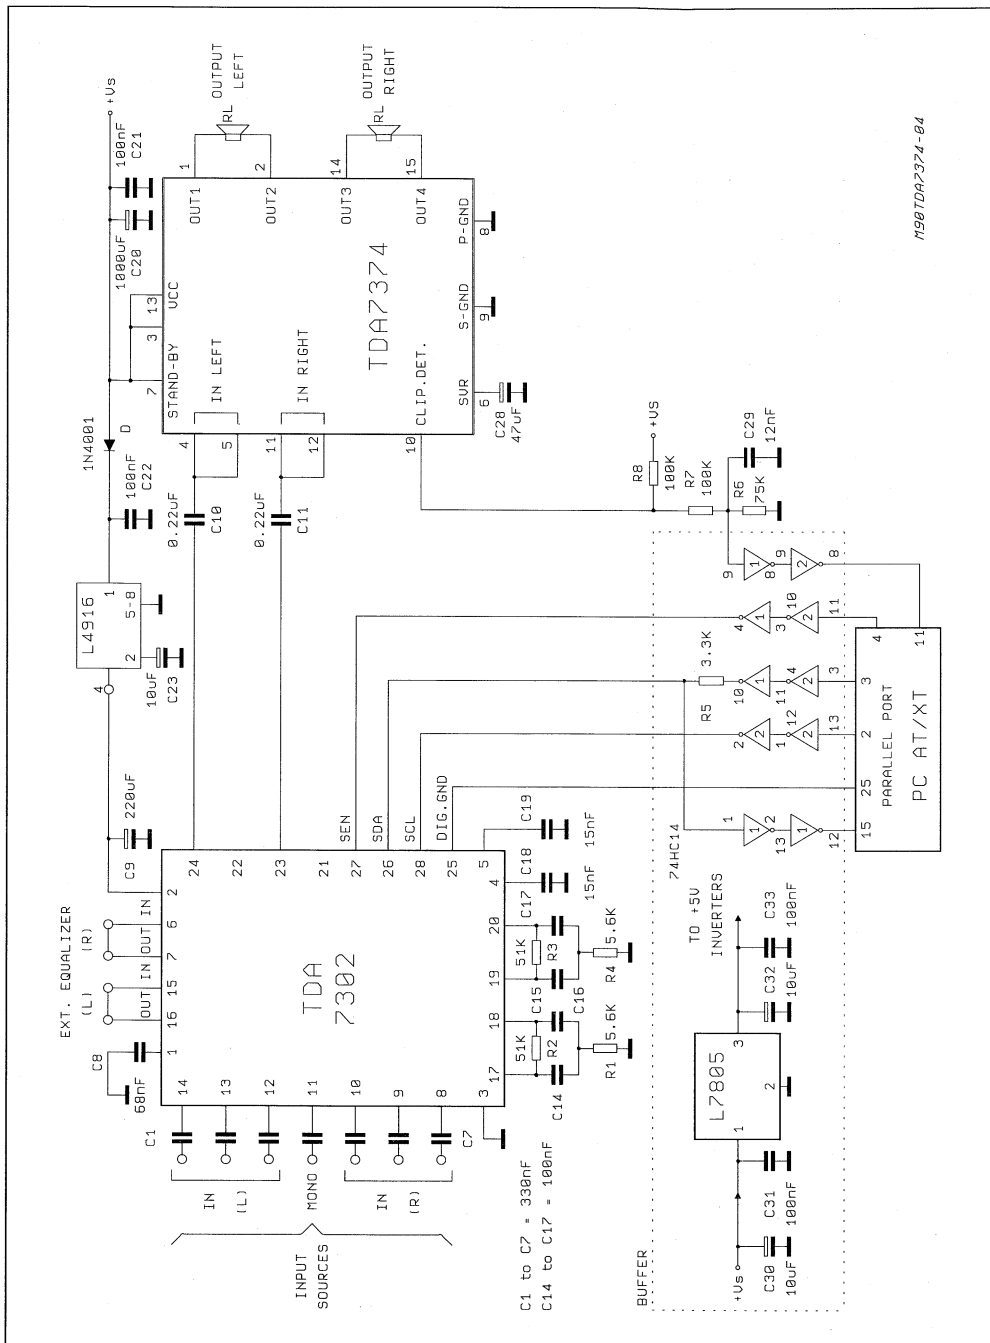 +Vs
100nF
C21
1000uF
C20
1N4001
D
100nF
C22
L4916
1
5-8
2
4
10uF
C23
220uF
C9
OUTPUT
LEFT
RL
OUTPUT
RIGHT
RL
1
2
14
15
OUT1
OUT2
OUT3
OUT4
13
VCC
3
7
STAND-BY
IN LEFT
IN RIGHT
TDA7374
CLIP.DET.
SVR
S-GND
P-GND
4
5
11
12
10
6
9
8
C28
47uF
0.22uF
C10
0.22uF
C11
M90TDA7374-04
EXT. EQUALIZER
(L)
(R)
OUT IN
OUT IN
C8
68nF
1
16
15
7
6
2
TDA
7302
24
22
23
21
27
26
28
25
5
4
20
19
18
17
3
SEN
SDA
SCL
DIG.GND
14
13
12
11
10
9
8
C1
C7
IN
(L)
MONO
IN
(R)
INPUT
SOURCES
C19
15nF
C18
15nF
C17
51K
R3
C15
C16
R4
5.6K
51K
R2
C14
R1
5.6K
C1 to C7 = 330nF
C14 to C17 = 100nF
+VS
R8
100K
R7
100K
R6
75K
C29
12nF
9
1
8
9
2
8
4
1
3
10
2
11
3.3K
R5
10
1
11
4
2
3
2
2
1
12
2
13
1
1
2
13
1
12
74HC14
4
11
3
2
25
15
PARALLEL PORT
PC AT/XT
BUFFER
TO +5V
INVERTERS
L7805
1
2
3
C33
100nF
C32
10uF
C31
100nF
C30
10uF
+Vs